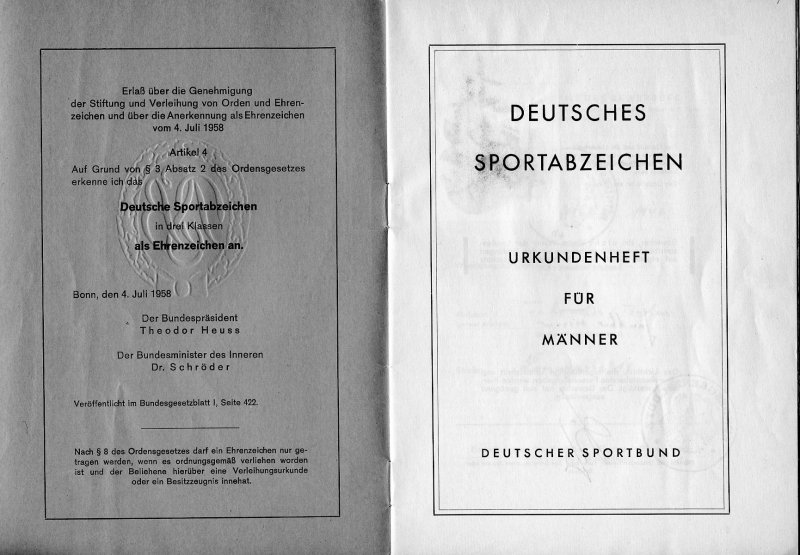 Erlaß über die Genehmigung
der Stiftung und Verleihung von Orden und Ehren-
zeichen und über die Anerkennung als Ehrenzeichen
vom 4. Juli 1958
Artikel 4
Auf Grund von § 3 Absatz 2 des Ordensgesetzes
erkenne ich das
Deutsche Sportabzeichen
in drei Klassen
als Ehrenzeichen an.
Bonn, den 4. Juli 1958
Der Bundespräsident
Theodor Heuss
Der Bundesminister des Inneren
Dr. Schröder
Veröffentlicht im Bundesgesetzblatt I, Seite 422.
Nach § 8 des Ordensgesetzes darf ein Ehrenzeichen nur ge-
tragen werden, wenn es ordnungsgemäß verliehen worden
ist und der Beliehene hierüber eine Verleihungsurkunde
oder ein Besitzzeugnis innehat.
DEUTSCHES
SPORTABZEICHEN
URKUNDENHEFT
FÜR
MÄNNER
DEUTSCHER SPORTBUND